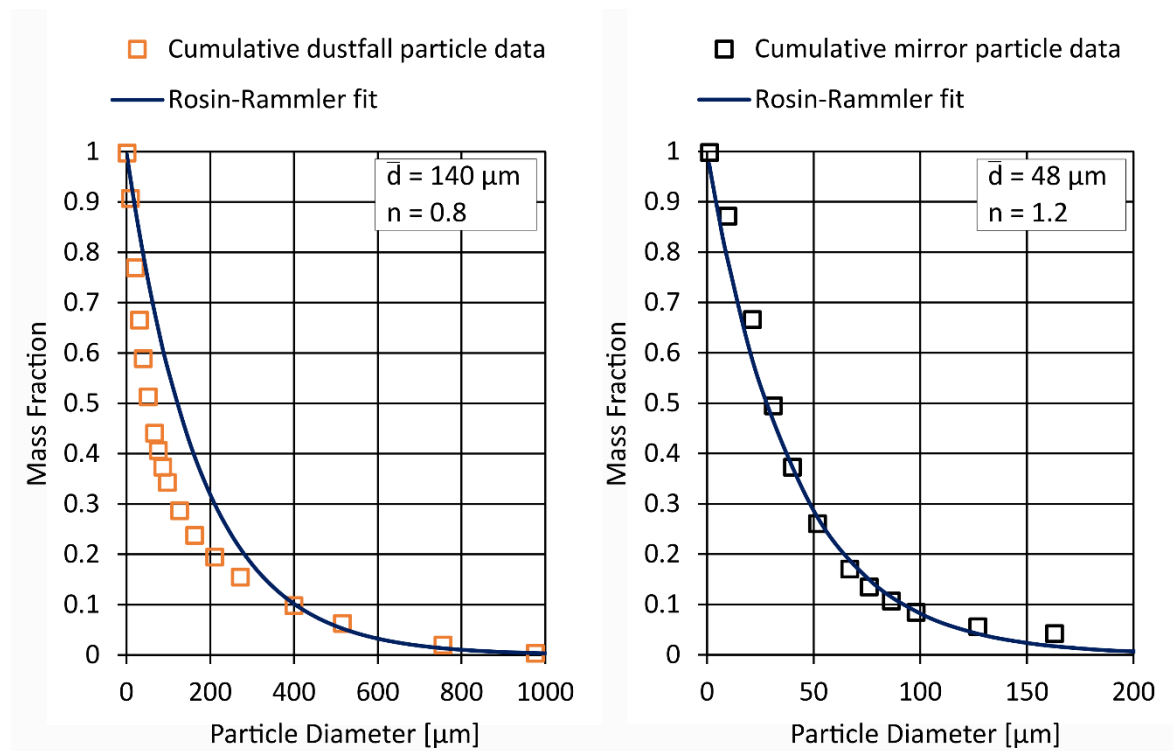 Cumulative dustfall particle data
Rosin-Rammler fit
d̅ = 140 µm
n = 0.8
1
0.9
0.8
0.7
0.6
0.5
0.4
0.3
0.2
0.1
0
Mass Fraction
0 200 400 600 800 1000
Particle Diameter [µm]
Cumulative mirror particle data
Rosin-Rammler fit
d̅ = 48 µm
n = 1.2
1
0.9
0.8
0.7
0.6
0.5
0.4
0.3
0.2
0.1
0
Mass Fraction
0 50 100 150 200
Particle Diameter [µm]